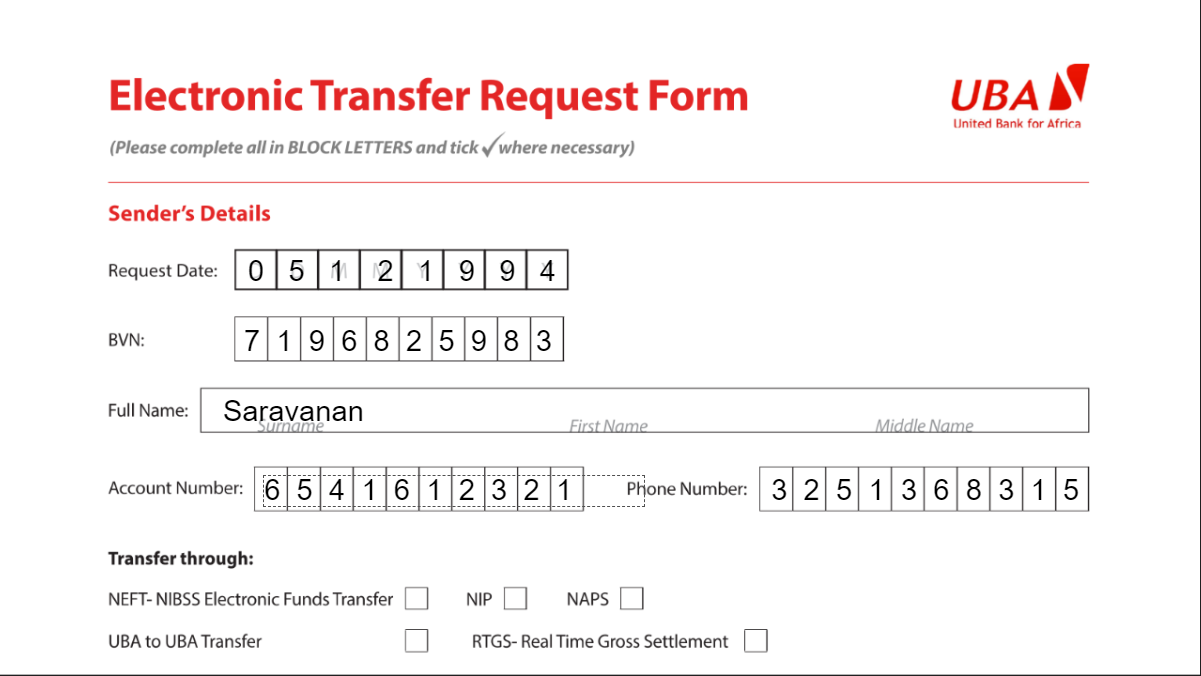 Electronic Transfer Request Form
UBA
United Bank for Africa
(Please complete all in BLOCK LETTERS and tick ✓ where necessary)
Sender's Details
Request Date: 0 5 1 2 1 9 9 4
BVN: 7 1 9 6 8 2 5 9 8 3
Full Name: Saravanan
Surname First Name Middle Name
Account Number: 6 5 4 1 6 1 2 3 2 1 Phone Number: 3 2 5 1 3 6 8 3 1 5
Transfer through:
NEFT- NIBSS Electronic Funds Transfer NIP NAPS
UBA to UBA Transfer RTGS- Real Time Gross Settlement